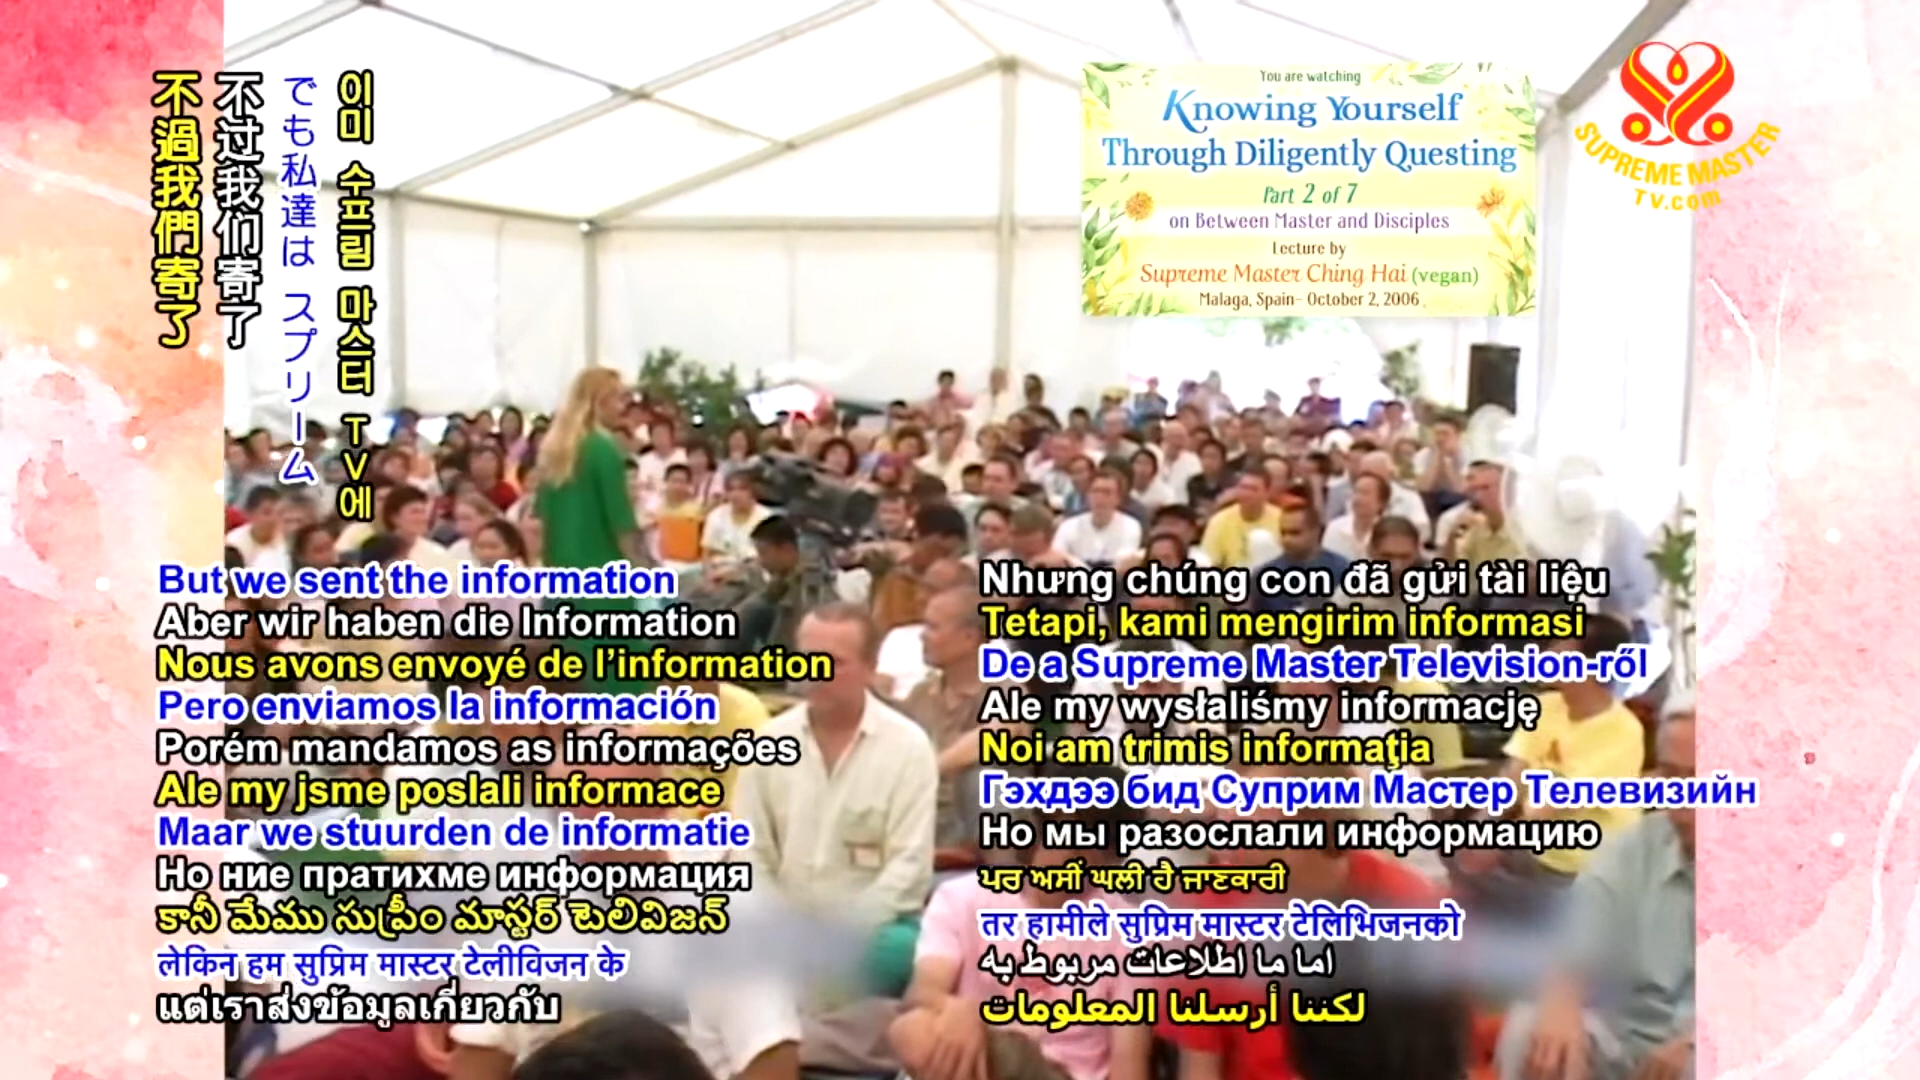 不過我們寄了
不过我们寄了
でも私達は スプリーム
이미 수프림 마스터 TV에
You are watching
Knowing Yourself
Through Diligently Questing
Part 2 of 7
on Between Master and Disciples
Lecture by
Supreme Master Ching Hai (vegan)
Malaga, Spain- October 2, 2006
SUPREME MASTER
TV.com
But we sent the information
Aber wir haben die Information
Nous avons envoyé de l’information
Pero enviamos la información
Porém mandamos as informações
Ale my jsme poslali informace
Maar we stuurden de informatie
Но ние пратихме информация
కానీ మేము సుప్రీం మాస్టర్ టెలివిజన్
लेकिन हम सुप्रिम मास्टर टेलीविजन के
แต่เราส่งข้อมูลเกี่ยวกับ
Nhưng chúng con đã gửi tài liệu
Tetapi, kami mengirim informasi
De a Supreme Master Television-ről
Ale my wysłaliśmy informację
Noi am trimis informaţia
Гэхдээ бид Суприм Мастер Телевизийн
Но мы разослали информацию
ਪਰ ਅਸੀਂ ਘਲੀ ਹੈ ਜਾਣਕਾਰੀ
तर हामीले सुप्रिम मास्टर टेलिभिजनको
اما ما اطلاعات مربوط به
لكننا أرسلنا المعلومات